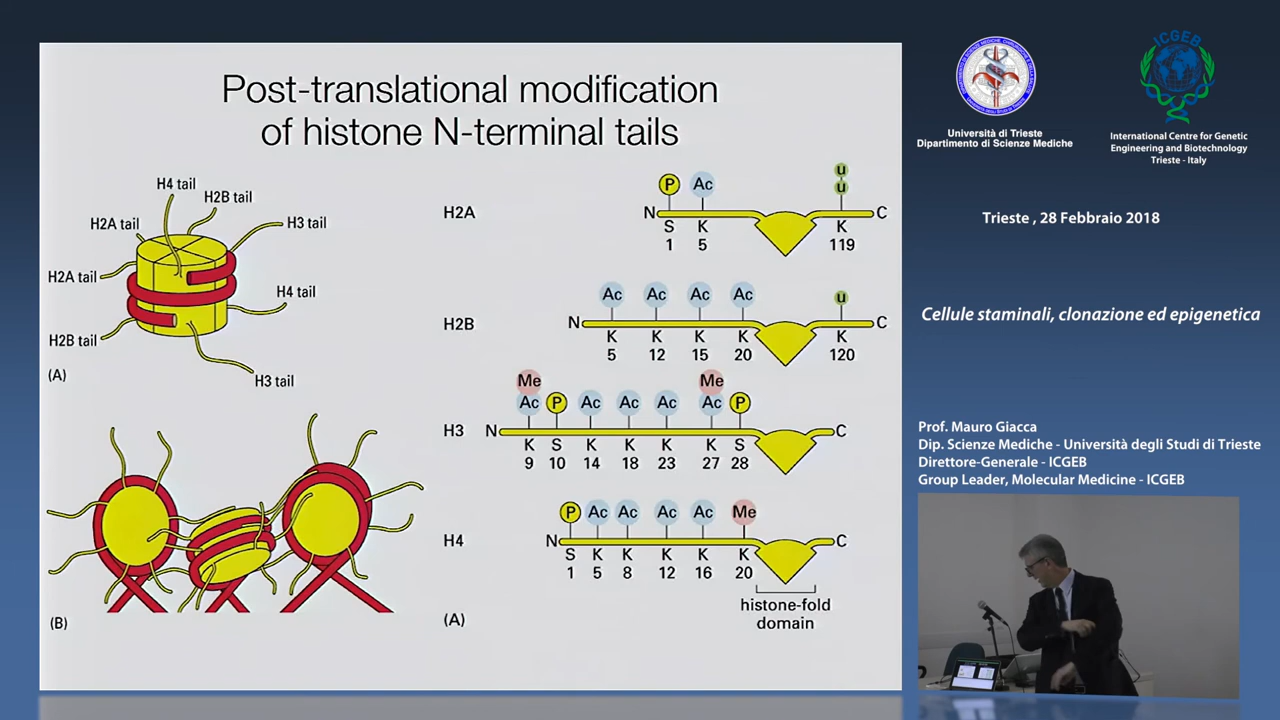 Post-translational modification
of histone N-terminal tails
H4 tail
H2B tail
H2A tail
H3 tail
H2A tail
H4 tail
H2B tail
H3 tail
(A)
(B)
H2A
P Ac u
u
N C
S K K
1 5 119
H2B
Ac Ac Ac Ac u
N C
K K K K K
5 12 15 20 120
H3
Me Me
Ac P Ac Ac Ac Ac P
N C
K S K K K K S
9 10 14 18 23 27 28
H4
P Ac Ac Ac Ac Me
N C
S K K K K K
1 5 8 12 16 20
histone-fold
domain
(A)
ICGEB
Università di Trieste
Dipartimento di Scienze Mediche
International Centre for Genetic
Engineering and Biotechnology
Trieste - Italy
Trieste , 28 Febbraio 2018
Cellule staminali, clonazione ed epigenetica
Prof. Mauro Giacca
Dip. Scienze Mediche - Università degli Studi di Trieste
Direttore-Generale - ICGEB
Group Leader, Molecular Medicine - ICGEB